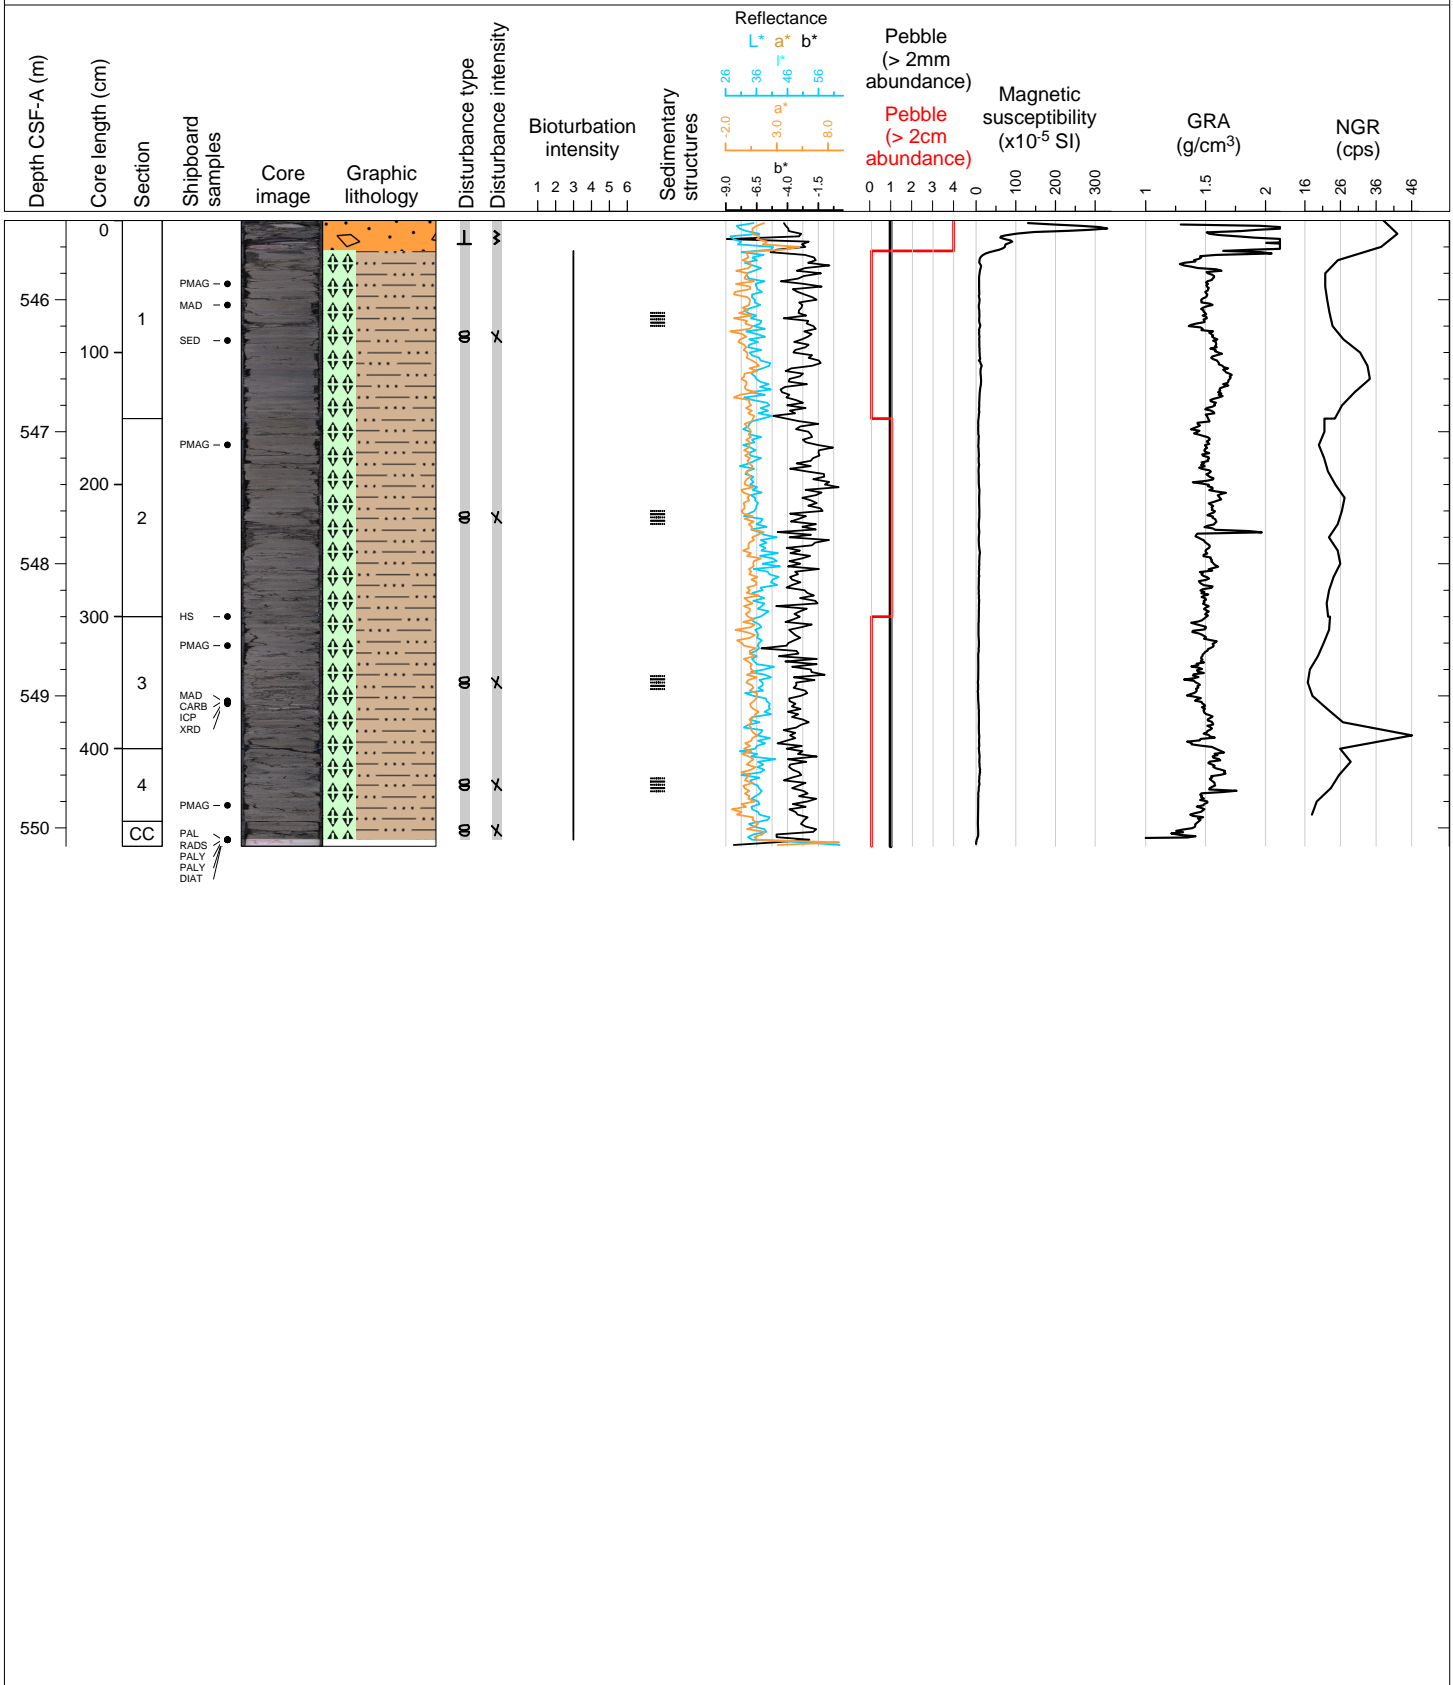 Depth CSF-A (m)
Core length (cm)
Section
Shipboard
samples
Core
image
Graphic
lithology
Disturbance type
Disturbance intensity
Bioturbation
intensity
1 2 3 4 5 6
Sedimentary
structures
Reflectance
L* a* b*
l*
26 36 46 56
a*
-2.0 3.0 8.0
b*
-9.0 -6.5 -4.0 -1.5
Pebble
(> 2mm
abundance)
Pebble
(> 2cm
abundance)
0 1 2 3 4
Magnetic
susceptibility
(x10-5 SI)
0 100 200 300
GRA
(g/cm3)
1 1.5 2
NGR
(cps)
16 26 36 46
0
PMAG
546
MAD
1
SED
100
547
PMAG
200
2
548
300
HS
PMAG
3
549
MAD
CARB
ICP
XRD
400
4
PMAG
550
CC
PAL
RADS
PALY
PALY
DIAT